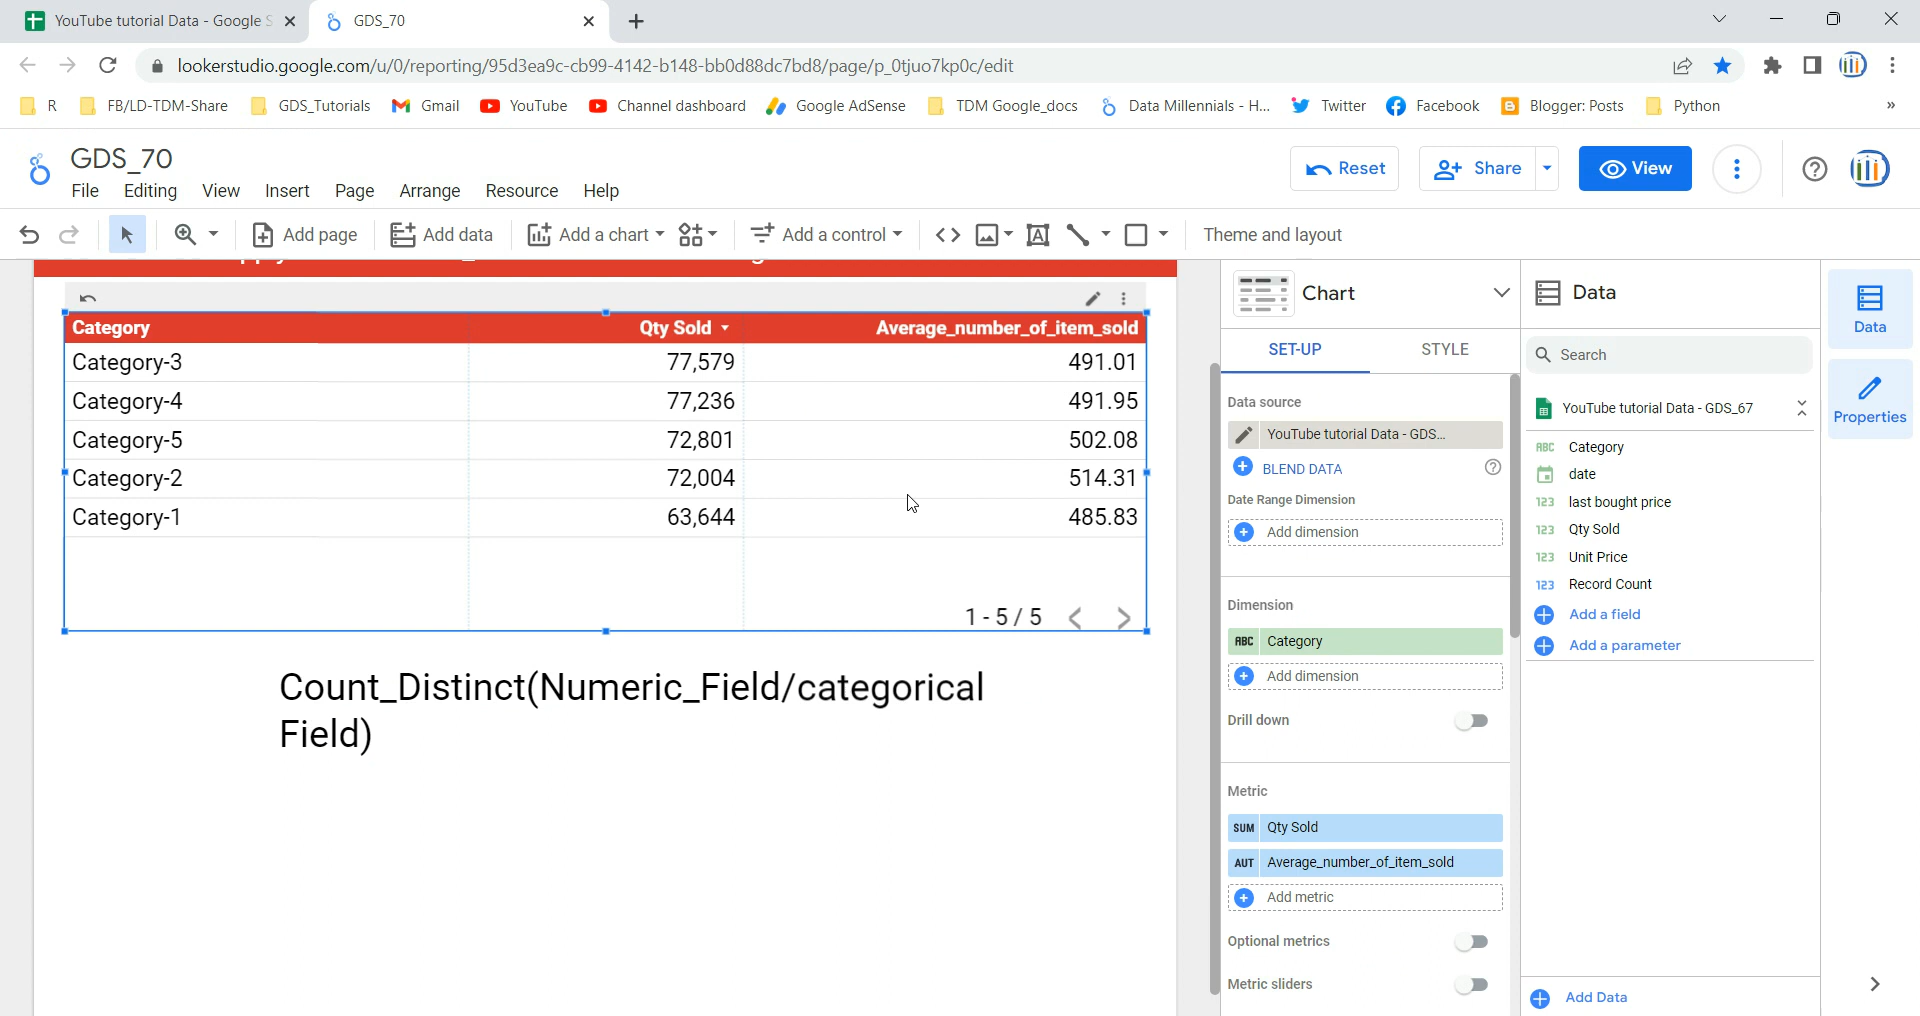 YouTube tutorial Data - Google S
GDS_70
lookerstudio.google.com/u/0/reporting/95d3ea9c-cb99-4142-b148-bb0d88dc7bd8/page/p_0tjuo7kp0c/edit
R FB/LD-TDM-Share GDS_Tutorials Gmail YouTube Channel dashboard Google AdSense TDM Google_docs Data Millennials - H... Twitter Facebook Blogger: Posts Python »
GDS_70
File Editing View Insert Page Arrange Resource Help
Reset Share View
Add page Add data Add a chart Add a control Theme and layout
Category Qty Sold Average_number_of_item_sold
Category-3 77,579 491.01
Category-4 77,236 491.95
Category-5 72,801 502.08
Category-2 72,004 514.31
Category-1 63,644 485.83
1 - 5 / 5
Count_Distinct(Numeric_Field/categorical
Field)
Chart
SET-UP STYLE
Data source
YouTube tutorial Data - GDS...
BLEND DATA
Date Range Dimension
Add dimension
Dimension
ABC Category
Add dimension
Drill down
Metric
SUM Qty Sold
AUT Average_number_of_item_sold
Add metric
Optional metrics
Metric sliders
Data
Search
YouTube tutorial Data - GDS_67
ABC Category
date
123 last bought price
123 Qty Sold
123 Unit Price
123 Record Count
Add a field
Add a parameter
Add Data
Data
Properties